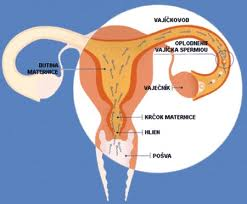 VAJÍČKOVOD
OPLODNENIE
VAJÍČKA SPERMIOU
DUTINA
MATERNICE
VAJEČNÍK
KRČOK MATERNICE
HLIEN
POŠVA